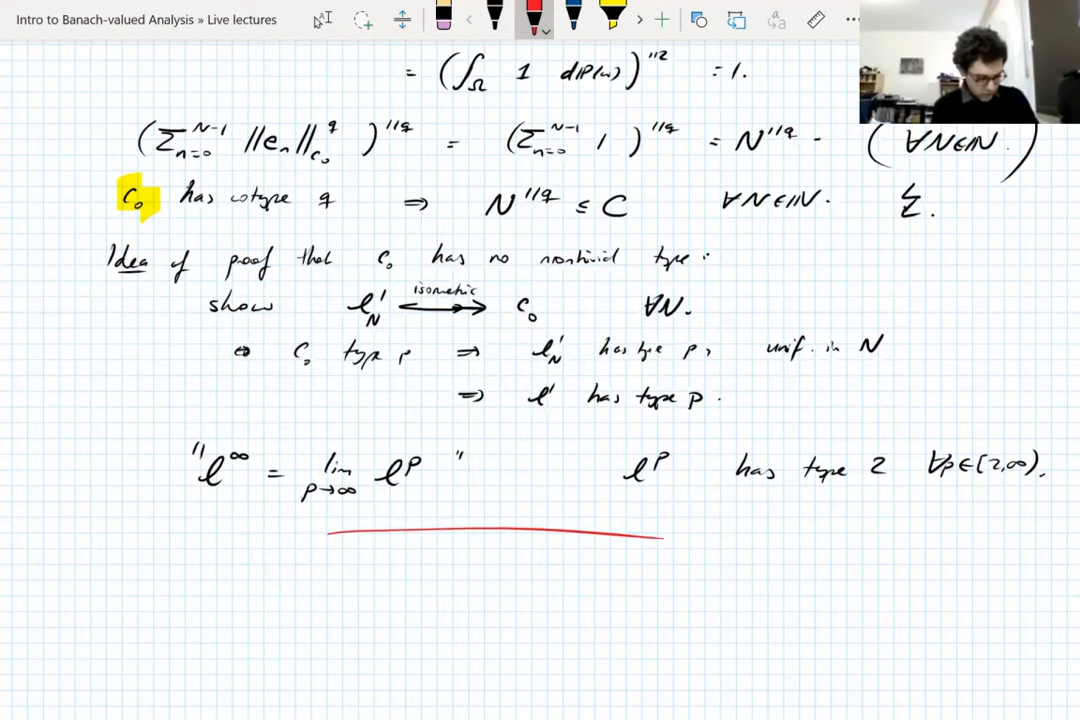 Intro to Banach-valued Analysis » Live lectures
= (∫_Ω 1 dP(ω))^{1/2} = 1.
(Σ_{n=0}^{N-1} ||e_n||_{c_0}^q)^{1/q} = (Σ_{n=0}^{N-1} 1)^{1/q} = N^{1/q}. (∀N∈ℕ.)
c_0 has cotype q ⇒ N^{1/q} ≤ C ∀N∈ℕ.
Idea of proof that c_0 has no nontrivial type.
show ℓ^1_N ⟷ isometric c_0 ∀N.
c_0 type p ⇒ ℓ^1_N has type p, unif. in N
⇒ ℓ^1 has type p.
"ℓ^∞ = lim_{p→∞} ℓ^p" ℓ^p has type 2 ∀p∈[2,∞).